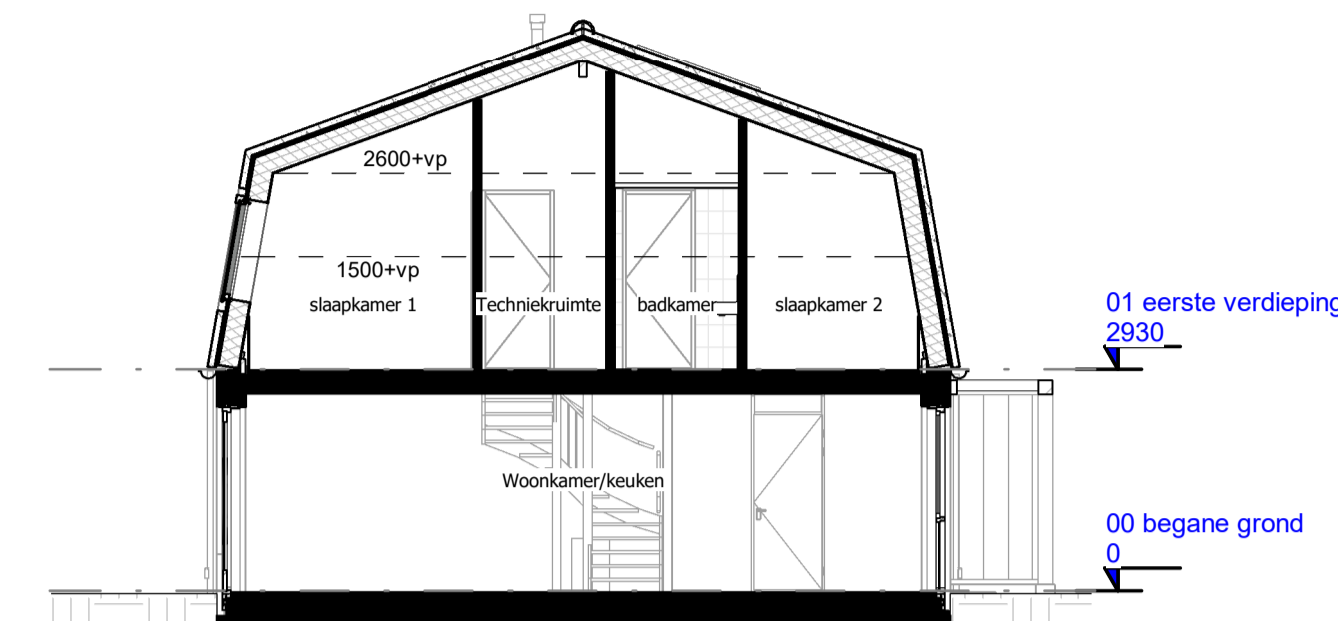 2600+vp
1500+vp
slaapkamer 1
Techniekruimte
badkamer
slaapkamer 2
01 eerste verdieping
2930
Woonkamer/keuken
00 begane grond
0